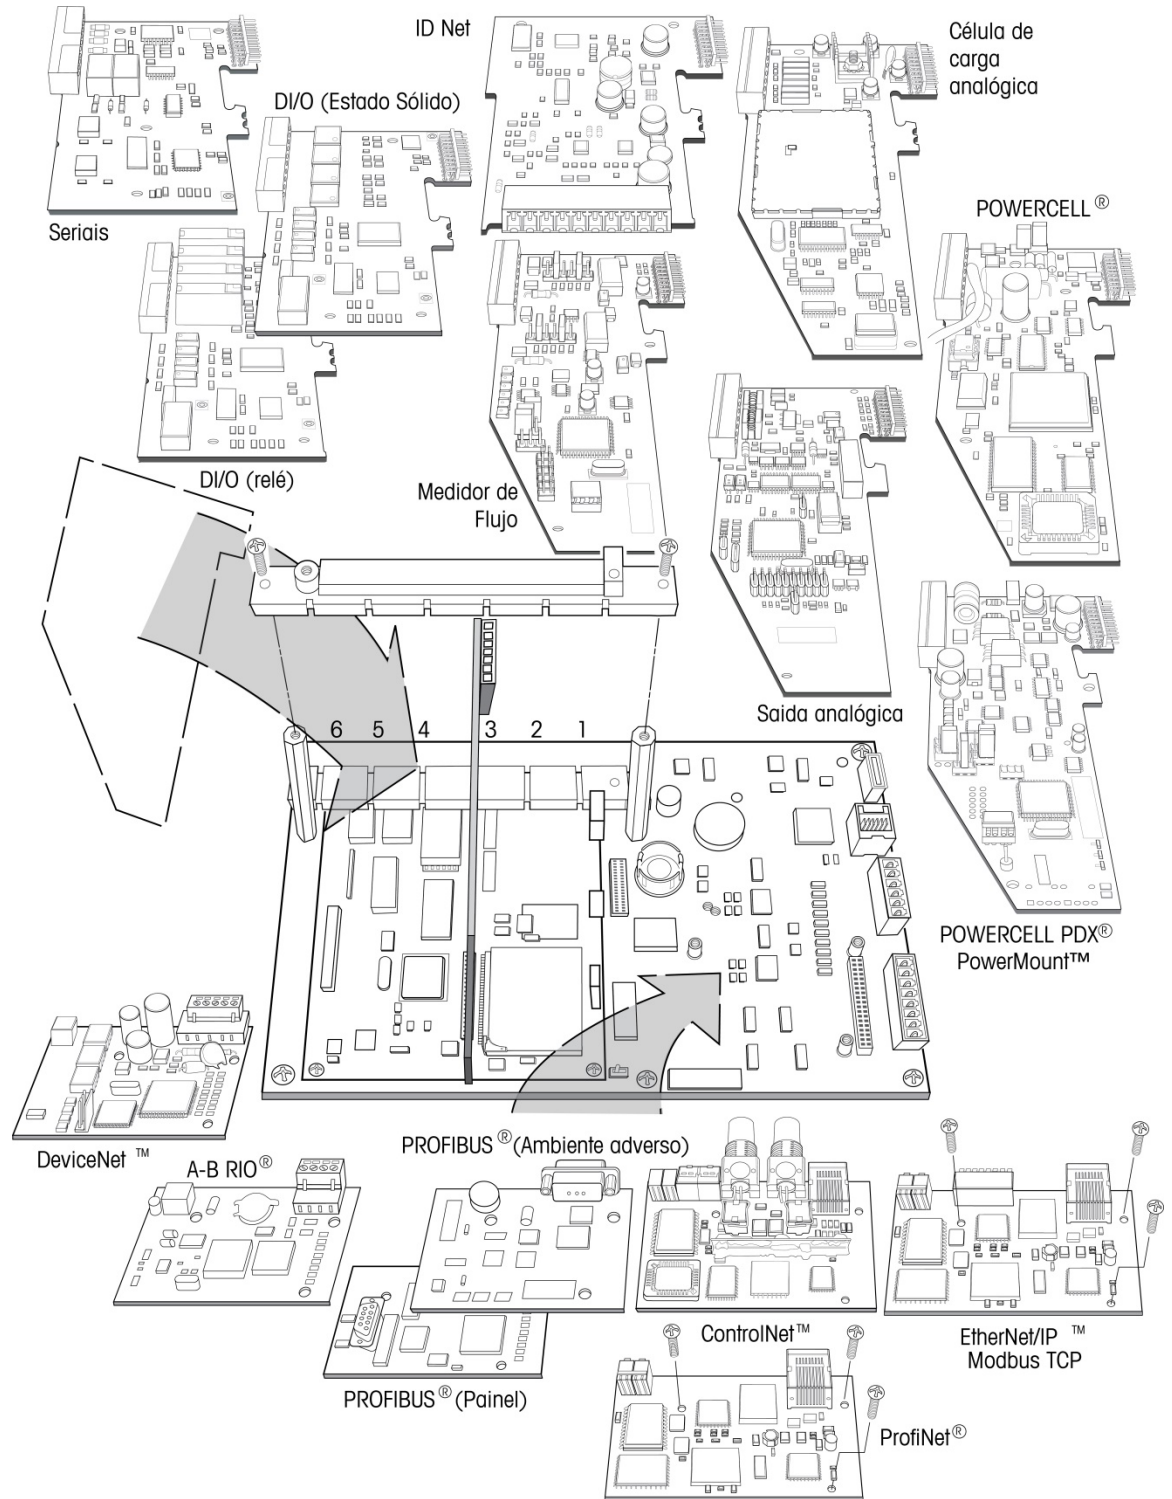 ID Net
Célula de
carga
analógica
DI/O (Estado Sólido)
Seriais
POWERCELL ®
DI/O (relé)
Medidor de
Flujo
Saida analógica
6 5 4 3 2 1
POWERCELL PDX®
PowerMount™
DeviceNet ™
A-B RIO®
PROFIBUS ® (Ambiente adverso)
ControlNet™
EtherNet/IP ™
Modbus TCP
PROFIBUS ® (Painel)
ProfiNet®